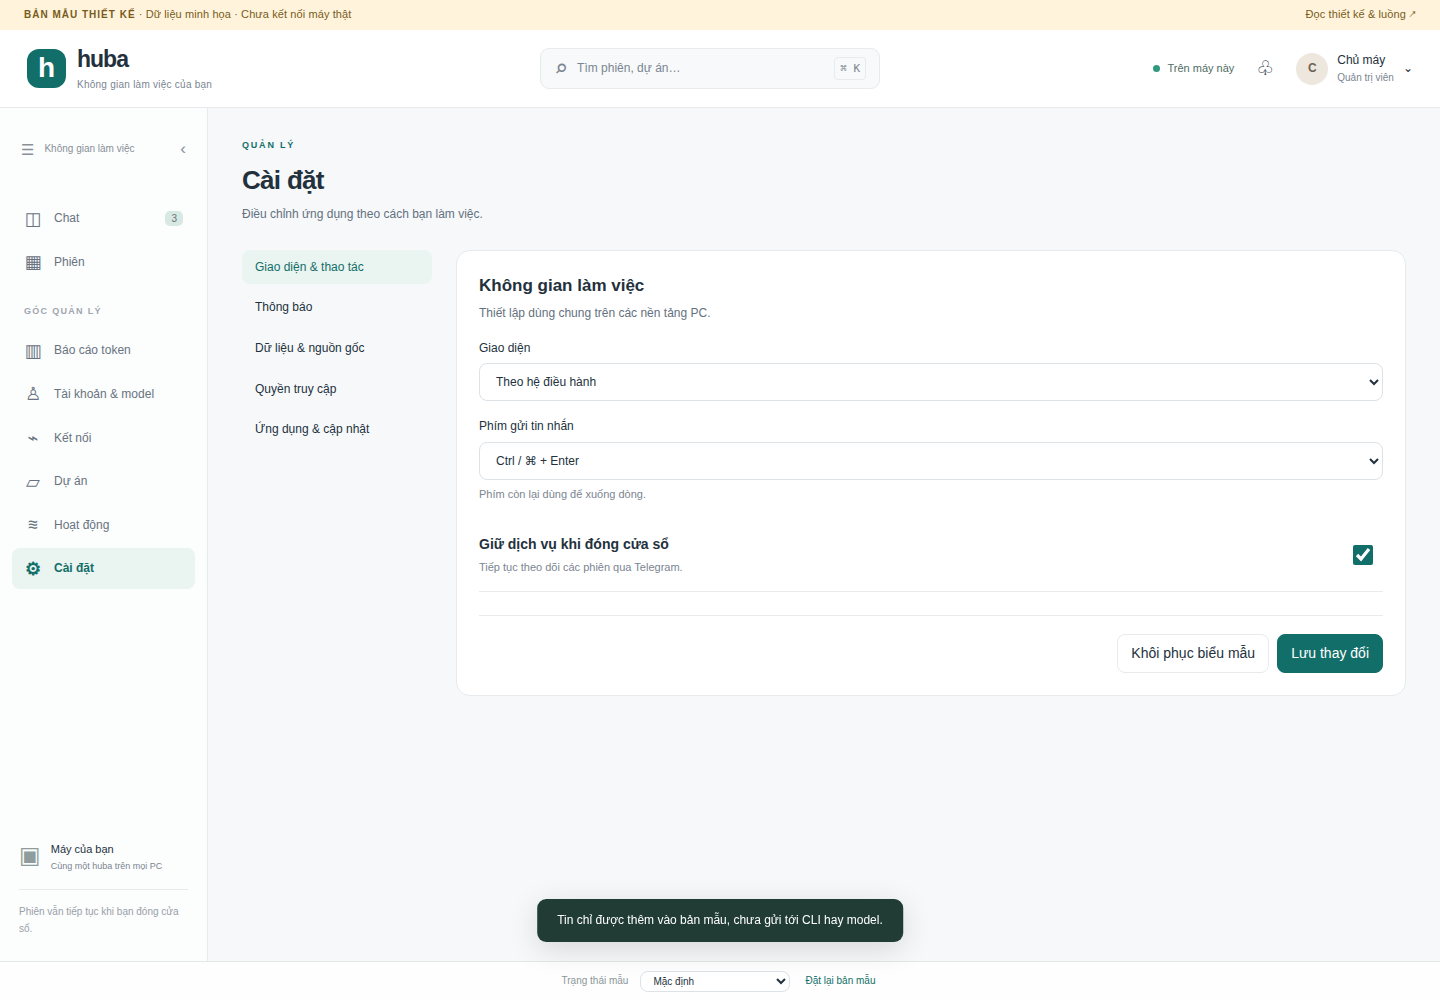 BẢN MẪU THIẾT KẾ · Dữ liệu minh họa · Chưa kết nối máy thật
Đọc thiết kế & luồng ↗
h
huba
Không gian làm việc của bạn
Tìm phiên, dự án…
⌘ K
Trên máy này
C
Chủ máy
Quản trị viên
Không gian làm việc
Chat
3
Phiên
GÓC QUẢN LÝ
Báo cáo token
Tài khoản & model
Kết nối
Dự án
Hoạt động
Cài đặt
Máy của bạn
Cùng một huba trên mọi PC
Phiên vẫn tiếp tục khi bạn đóng cửa
sổ.
QUẢN LÝ
Cài đặt
Điều chỉnh ứng dụng theo cách bạn làm việc.
Giao diện & thao tác
Thông báo
Dữ liệu & nguồn gốc
Quyền truy cập
Ứng dụng & cập nhật
Không gian làm việc
Thiết lập dùng chung trên các nền tảng PC.
Giao diện
Theo hệ điều hành
Phím gửi tin nhắn
Ctrl / ⌘ + Enter
Phím còn lại dùng để xuống dòng.
Giữ dịch vụ khi đóng cửa sổ
Tiếp tục theo dõi các phiên qua Telegram.
Khôi phục biểu mẫu
Lưu thay đổi
Tin chỉ được thêm vào bản mẫu, chưa gửi tới CLI hay model.
Trạng thái mẫu
Mặc định
Đặt lại bản mẫu